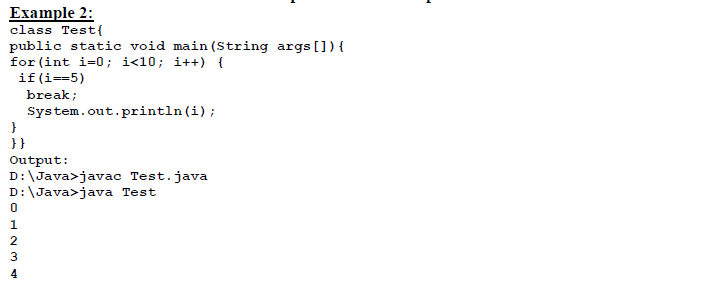 Example 2:
class Test{
public static void main(String args[]){
for(int i=0; i<10; i++) {
if(i==5)
break;
System.out.println(i);
}
}}
Output:
D:\Java>javac Test.java
D:\Java>java Test
0
1
2
3
4